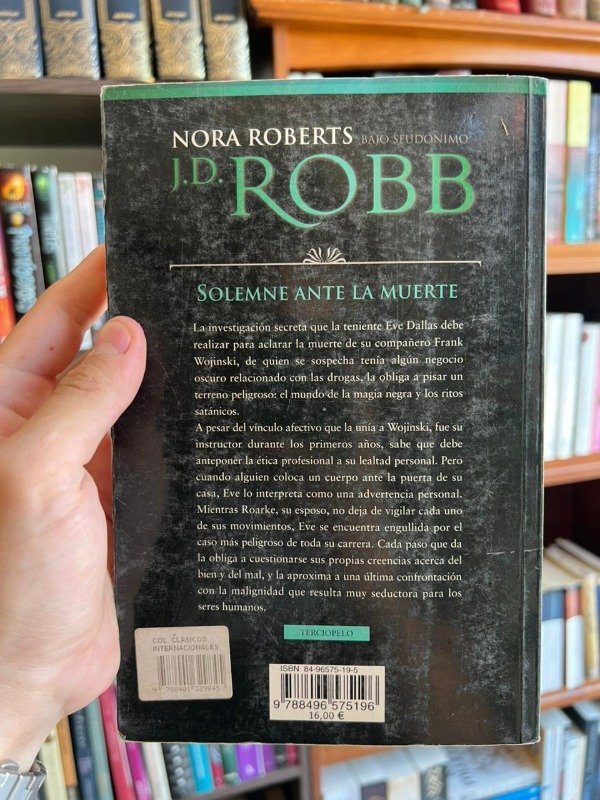 NORA ROBERTS BAJO SEUDÓNIMO
J.D. ROBB
SOLEMNE ANTE LA MUERTE
La investigación secreta que la teniente Eve Dallas debe
realizar para aclarar la muerte de su compañero Frank
Wojinski, de quien se sospecha tenía algún negocio
oscuro relacionado con las drogas, la obliga a pisar un
terreno peligroso: el mundo de la magia negra y los ritos
satánicos.
A pesar del vínculo afectivo que la unía a Wojinski, fue su
instructor durante los primeros años, sabe que debe
anteponer la ética profesional a su lealtad personal. Pero
cuando alguien coloca un cuerpo ante la puerta de su
casa, Eve lo interpreta como una advertencia personal.
Mientras Roarke, su esposo, no deja de vigilar cada uno
de sus movimientos, Eve se encuentra engullida por el
caso más peligroso de toda su carrera. Cada paso que da
la obliga a cuestionarse sus propias creencias acerca del
bien y del mal, y la aproxima a una última confrontación
con la malignidad que resulta muy seductora para los
seres humanos.
TERCIOPELO
COL. CLASICOS
INTERNACIONALES
9 788401 329845
ISBN 84-96575-19-5
9 788496 575196
16,00 €